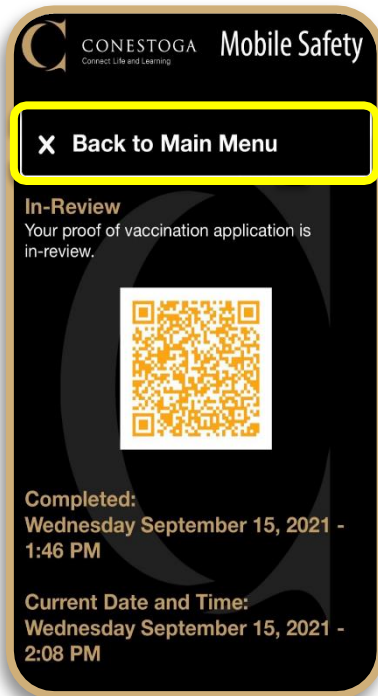 CONESTOGA Mobile Safety
Connect Life and Learning
X Back to Main Menu
In-Review
Your proof of vaccination application is
in-review.
Completed:
Wednesday September 15, 2021 -
1:46 PM
Current Date and Time:
Wednesday September 15, 2021 -
2:08 PM